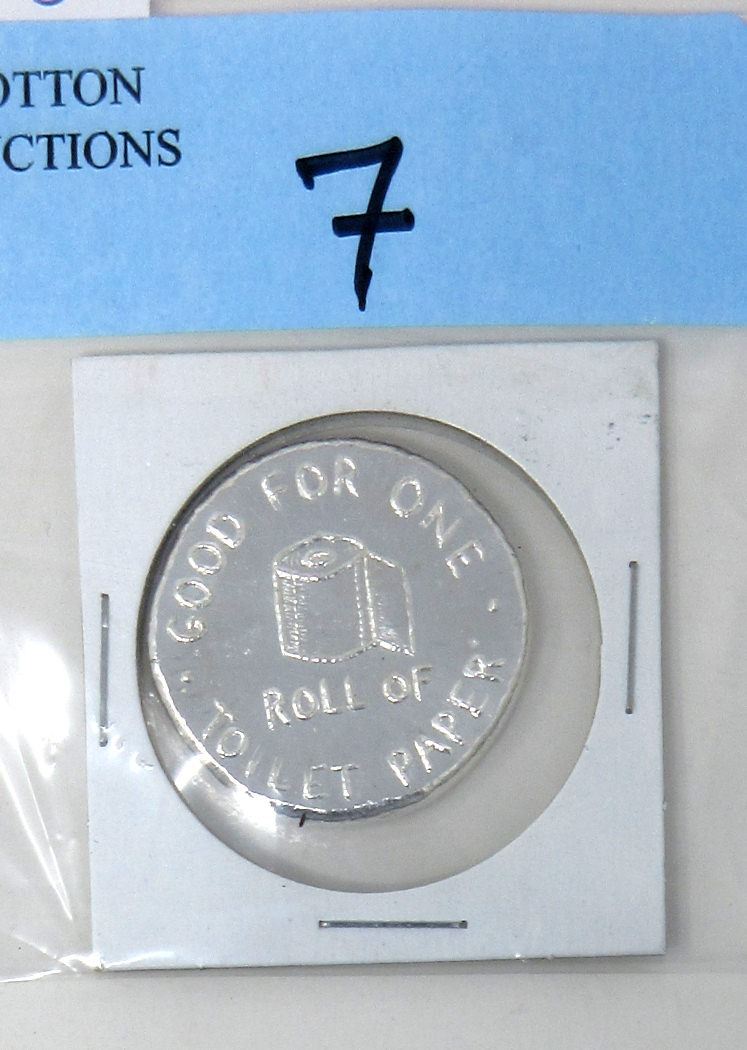 OTTON
CTIONS
7
GOOD FOR ONE
ROLL OF
TOILET PAPER